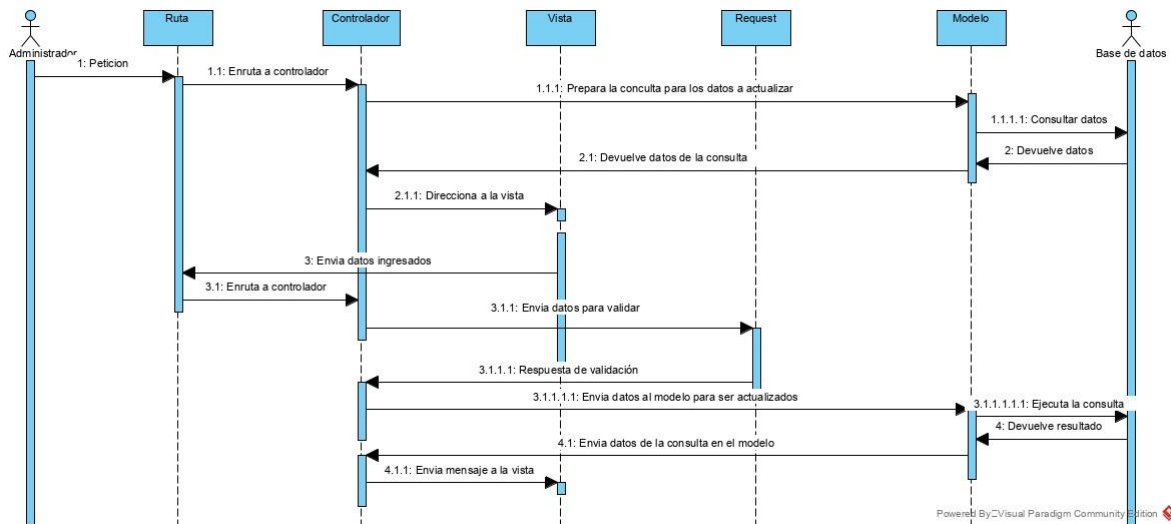 Ruta
Controlador
Vista
Request
Modelo
Administrador
Base de datos
1: Peticion
1.1: Enruta a controlador
1.1.1: Prepara la conculta para los datos a actualizar
1.1.1.1: Consultar datos
2: Devuelve datos
2.1: Devuelve datos de la consulta
2.1.1: Direcciona a la vista
3: Envia datos ingresados
3.1: Enruta a controlador
3.1.1: Envia datos para validar
3.1.1.1: Respuesta de validación
3.1.1.1.1: Envia datos al modelo para ser actualizados
3.1.1.1.1.1: Ejecuta la consulta
4: Devuelve resultado
4.1: Envia datos de la consulta en el modelo
4.1.1: Envia mensaje a la vista
Powered By Visual Paradigm Community Edition